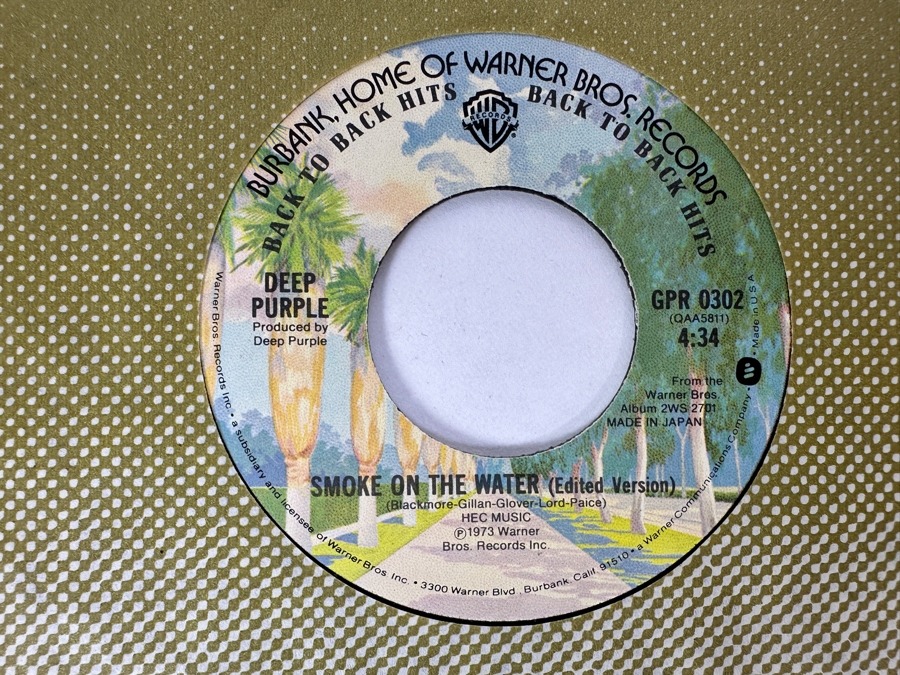 BURBANK, HOME OF WARNER BROS. RECORDS
BACK TO BACK HITS
BACK TO BACK HITS
RECORDS
DEEP
PURPLE
Produced by
Deep Purple
GPR 0302
(QAA5811)
4:34
From the
Warner Bros.
Album 2WS 2701
MADE IN JAPAN
SMOKE ON THE WATER (Edited Version)
(Blackmore-Gillan-Glover-Lord-Paice)
HEC MUSIC
℗1973 Warner
Bros. Records Inc.
Warner Bros. Records Inc. • a subsidiary and licensee of Warner Bros. Inc. • 3300 Warner Blvd., Burbank, Calif. 91510 • a Warner Communications Company • Made in U S A